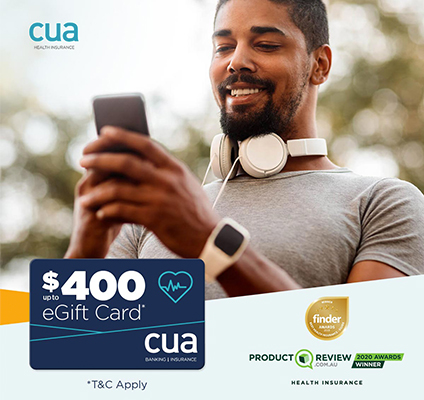 cua
HEALTH INSURANCE
$400
up to
eGift Card*
cua
BANKING | INSURANCE
*T&C Apply
finder
AWARDS
PRODUCT REVIEW
.COM.AU
2020 AWARDS
WINNER
HEALTH INSURANCE